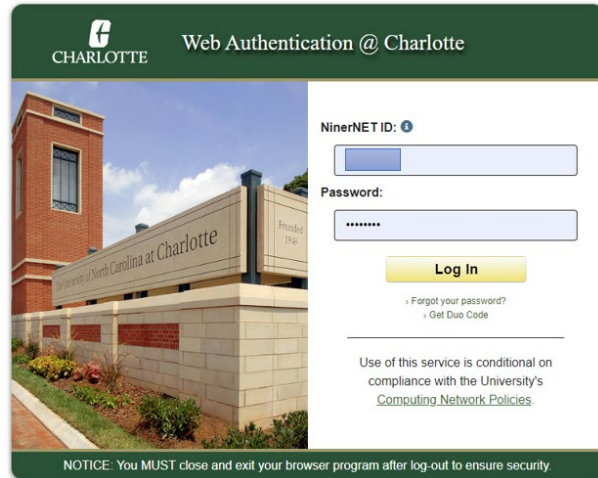 CHARLOTTE
Web Authentication @ Charlotte
NinerNET ID:
The University of North Carolina at Charlotte
Founded
1946
Password:
••••••••
Log In
› Forgot your password?
› Get Duo Code
Use of this service is conditional on
compliance with the University's
Computing Network Policies.
NOTICE: You MUST close and exit your browser program after log-out to ensure security.